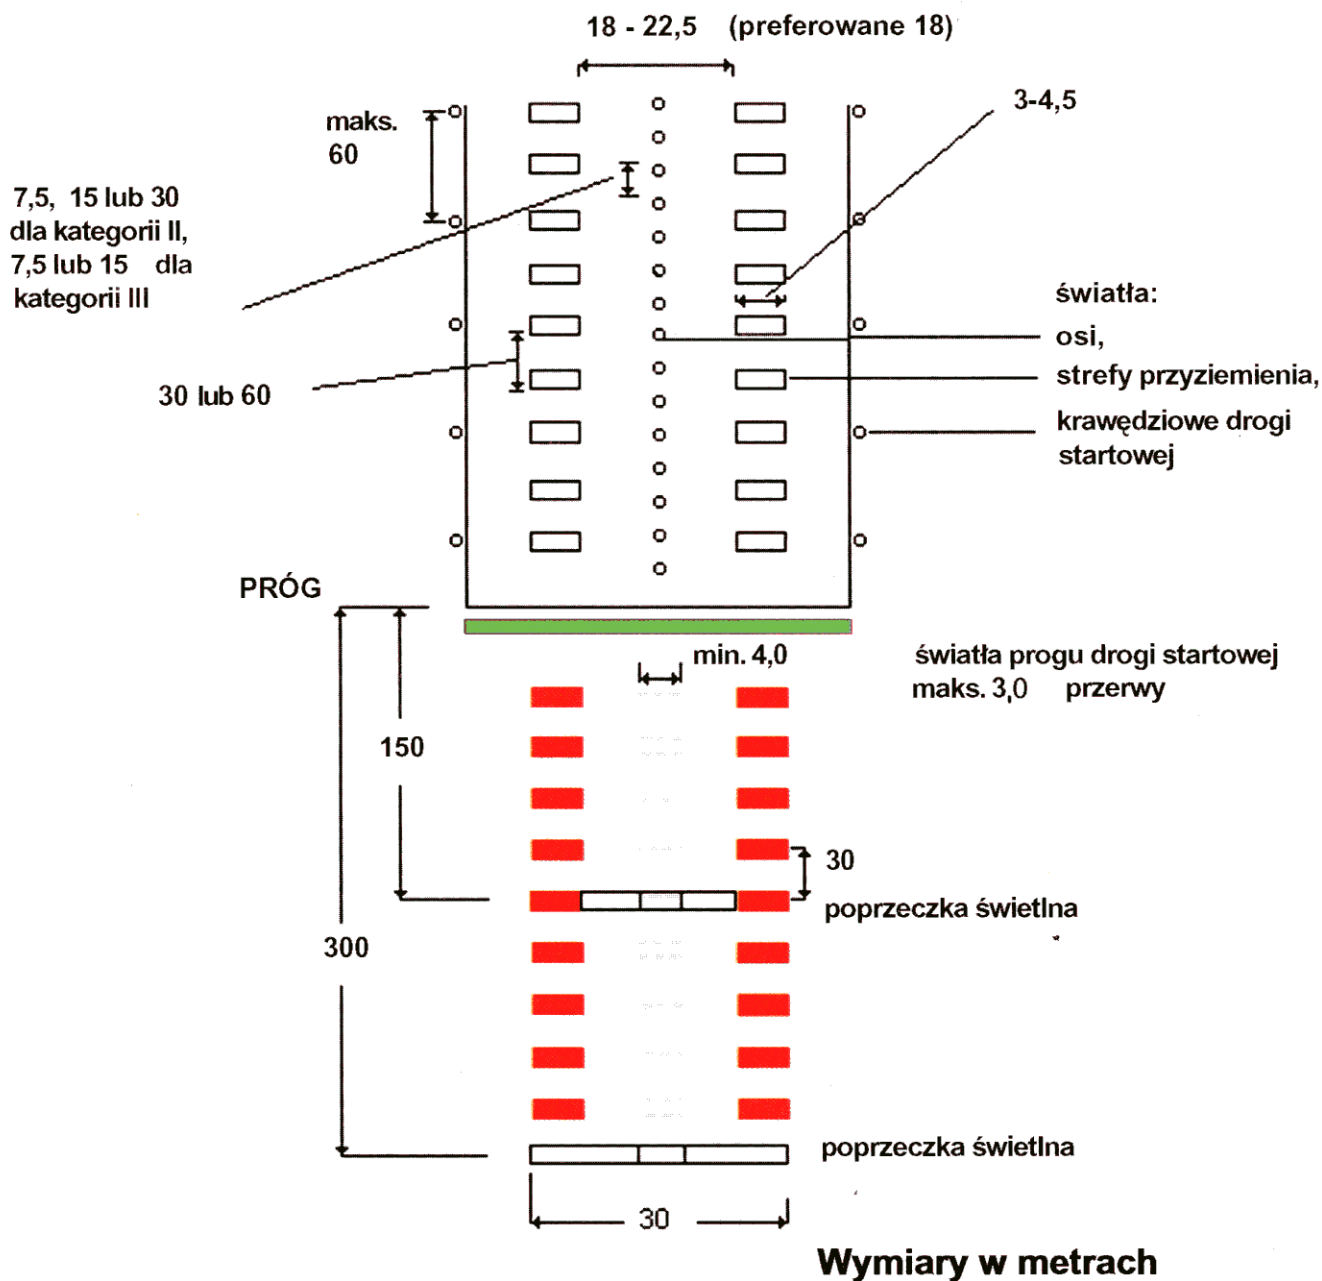 18 - 22,5 (preferowane 18)
3-4,5
maks.
60
7,5, 15 lub 30
dla kategorii II,
7,5 lub 15 dla
kategorii III
światła:
osi,
30 lub 60
strefy przyziemienia,
krawędziowe drogi
startowej
PRÓG
min. 4,0
światła progu drogi startowej
maks. 3,0 przerwy
150
30
poprzeczka świetlna
300
poprzeczka świetlna
30
Wymiary w metrach